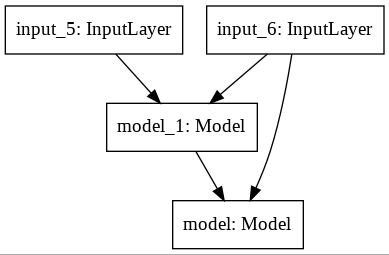 input_5: InputLayer
input_6: InputLayer
model_1: Model
model: Model